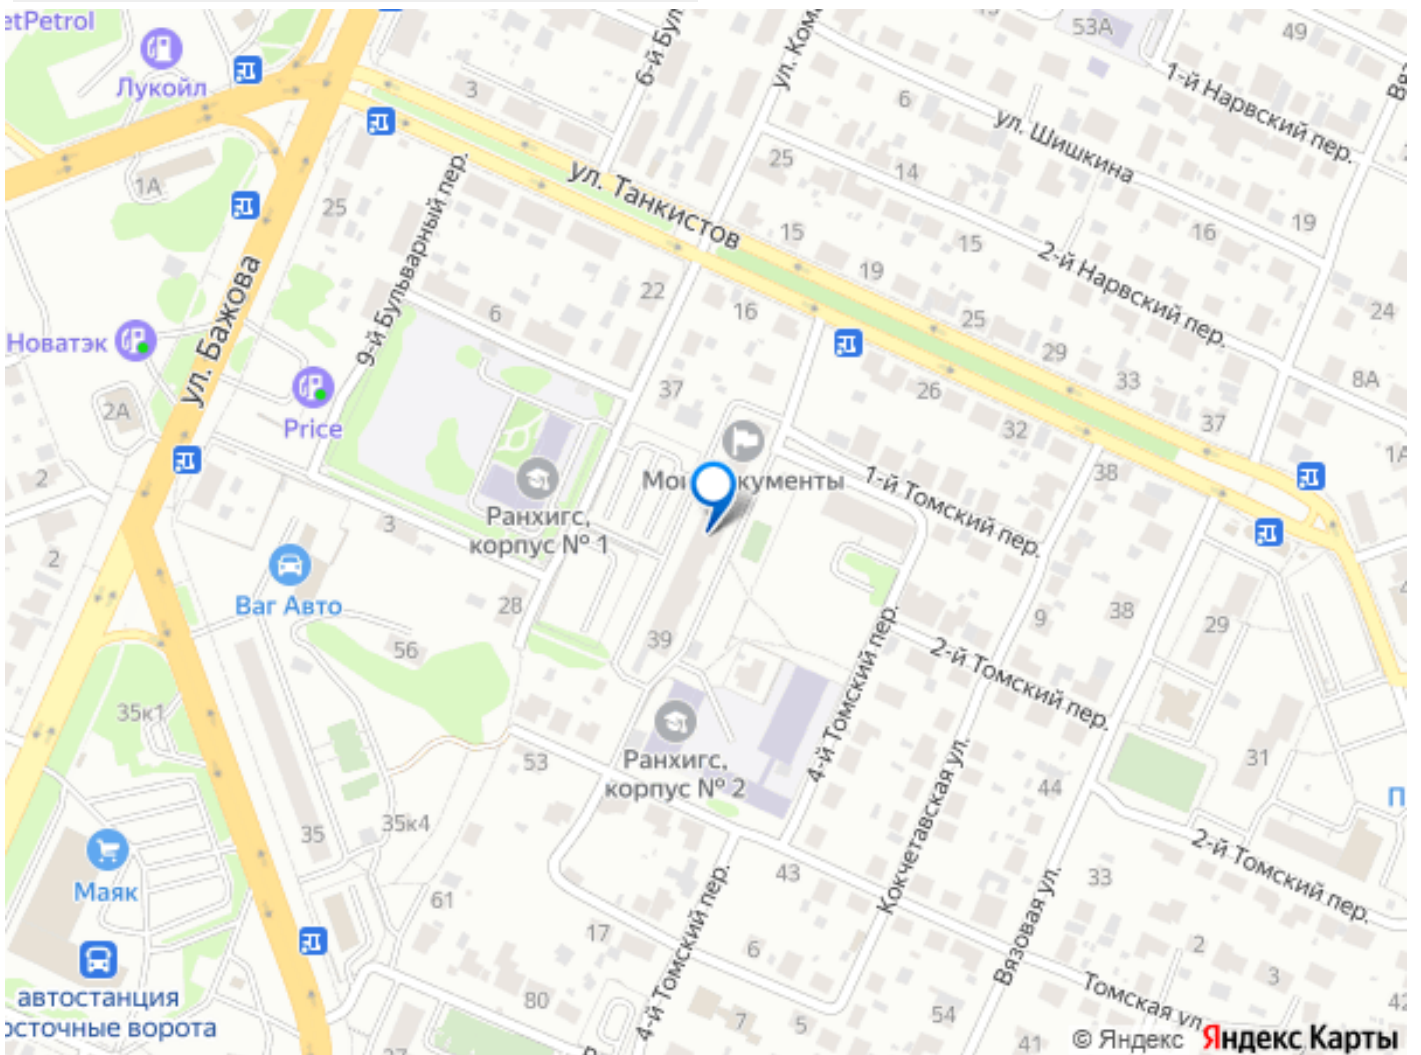 etPetrol
Лукойл
6-й Бул
ул. Ком
53А
49
1-й Нарвский пер.
3
6
ул. Шишкина
1А
25
25
14
ул. Танкистов
15
15
16
19
9-й Бульварный пер.
ул. Бажова
22
16
19
2-й Нарвский пер.
6
25
24
Новатэк
29
33
8А
2А
Price
37
26
32
37
2
38
1А
Мои Документы
1-й Томский пер.
Ранхигс,
корпус № 1
3
2
Ваг Авто
28
56
39
9
38
29
2-й Томский пер.
4-й Томский пер.
35к1
Ранхигс,
корпус № 2
53
Кокчетавская ул.
44
31
П
35
35к4
2-й Томский пер.
Маяк
61
43
33
Вязовая ул.
4-й Томский пер.
17
6
2
3
автостанция
осточные ворота
80
7
5
54
41
42
Томская ул.
© Яндекс Яндекс Карты